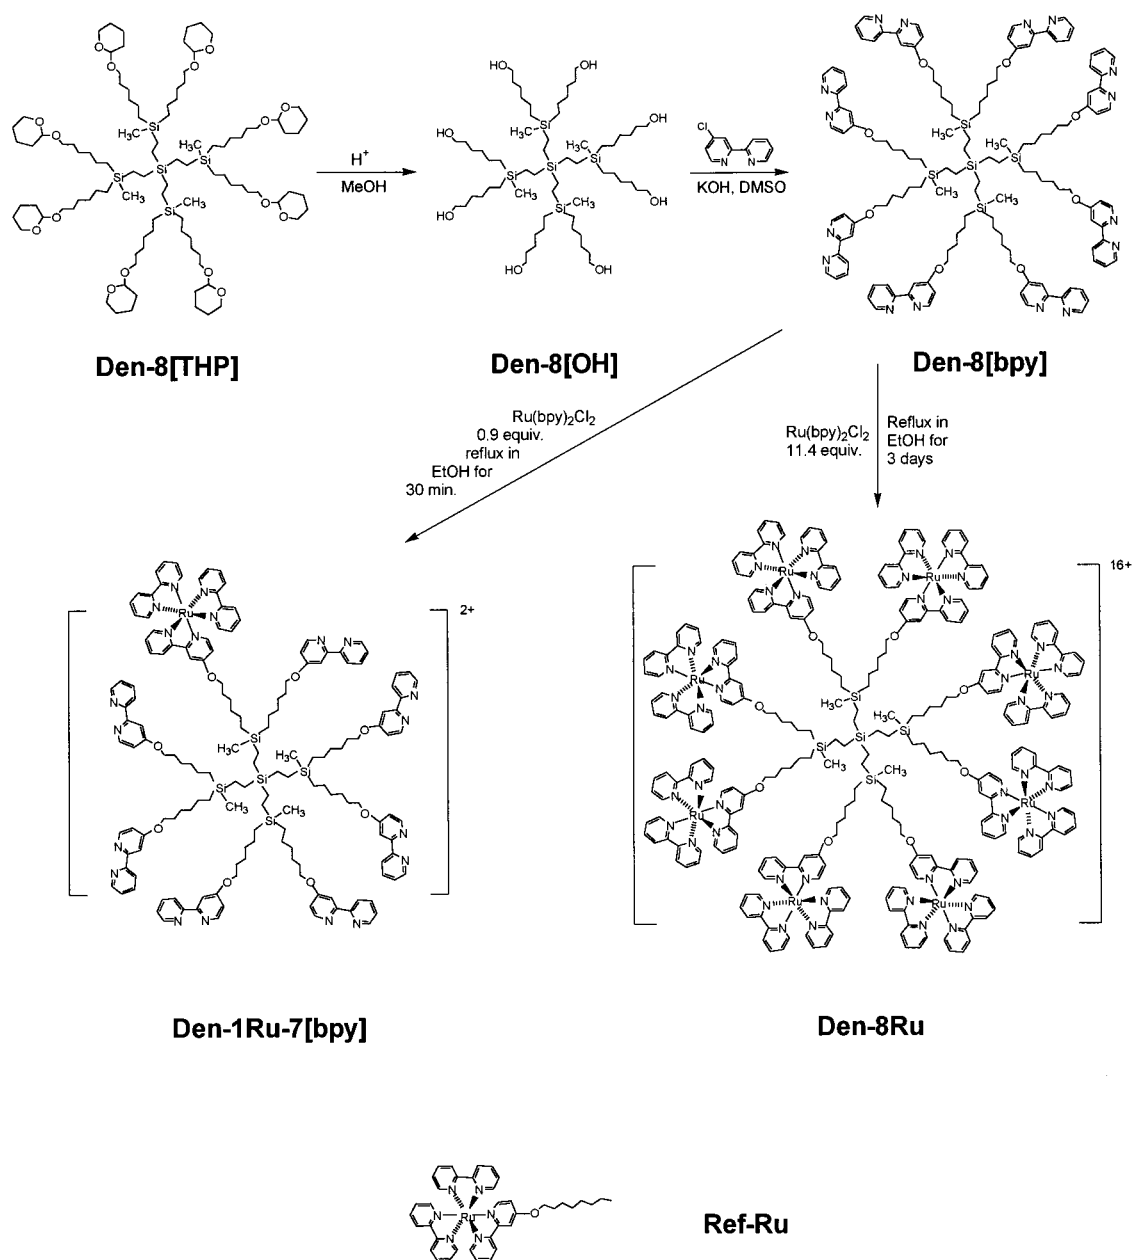 H+
MeOH
Cl
KOH, DMSO
Den-8[THP]
Den-8[OH]
Den-8[bpy]
Ru(bpy)2Cl2
0.9 equiv.
reflux in
EtOH for
30 min.
Ru(bpy)2Cl2
11.4 equiv.
Reflux in
EtOH for
3 days
2+
16+
Den-1Ru-7[bpy]
Den-8Ru
Ref-Ru